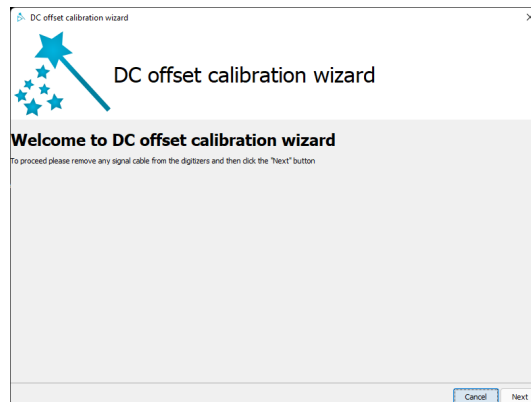 DC offset calibration wizard
DC offset calibration wizard
Welcome to DC offset calibration wizard
To proceed please remove any signal cable from the digitizers and then click the "Next" button
Cancel
Next